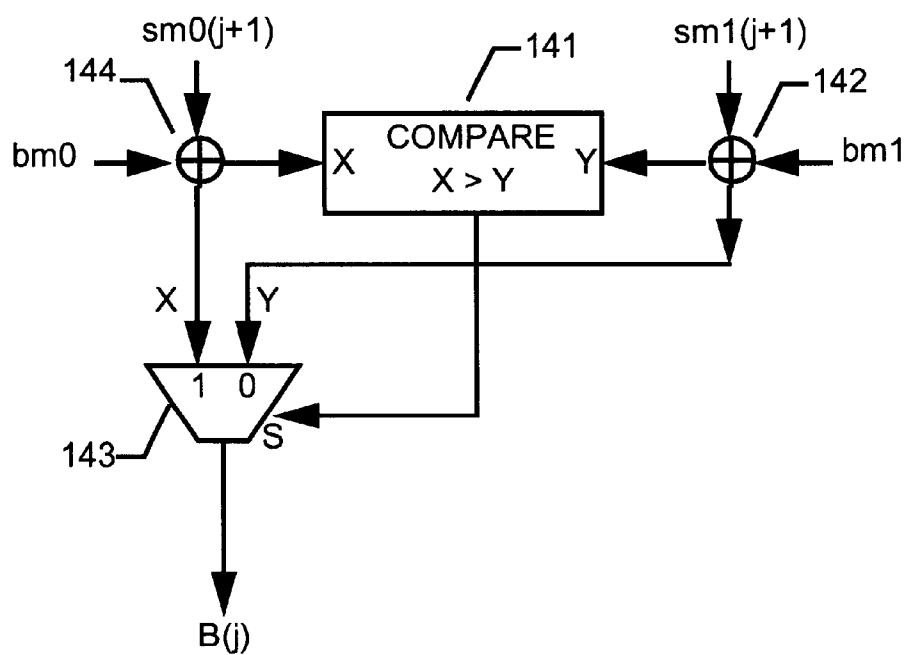 sm0(j+1)
141
sm1(j+1)
144
142
COMPARE
bm0
X
Y
bm1
X > Y
X
Y
1 0
S
143
B(j)